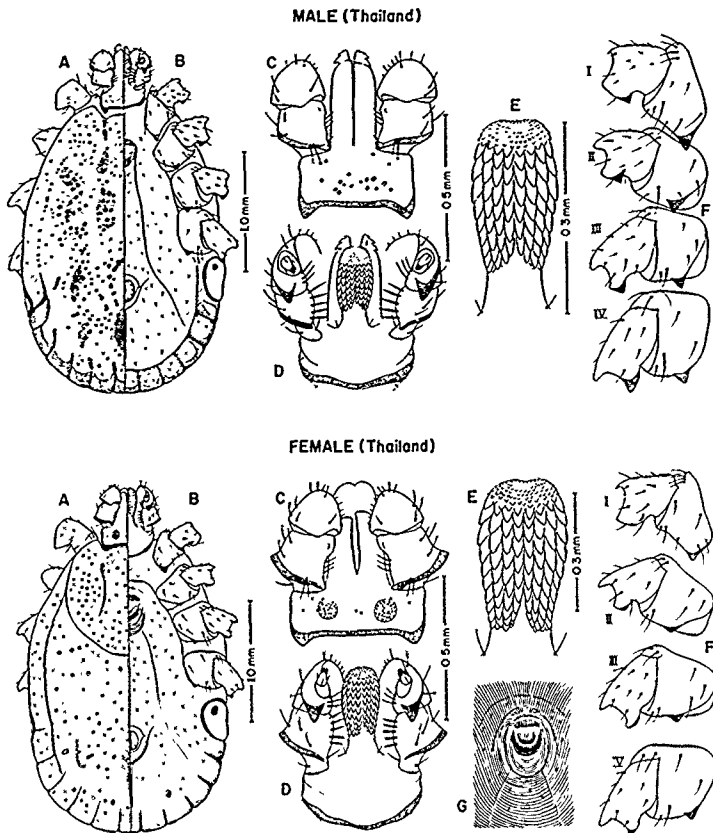 MALE (Thailand)
A
B
C
D
E
F
I
II
III
IV
1.0mm
0.5mm
0.3mm
FEMALE (Thailand)
A
B
C
D
E
F
G
I
II
III
V
1.0mm
0.5mm
0.3mm